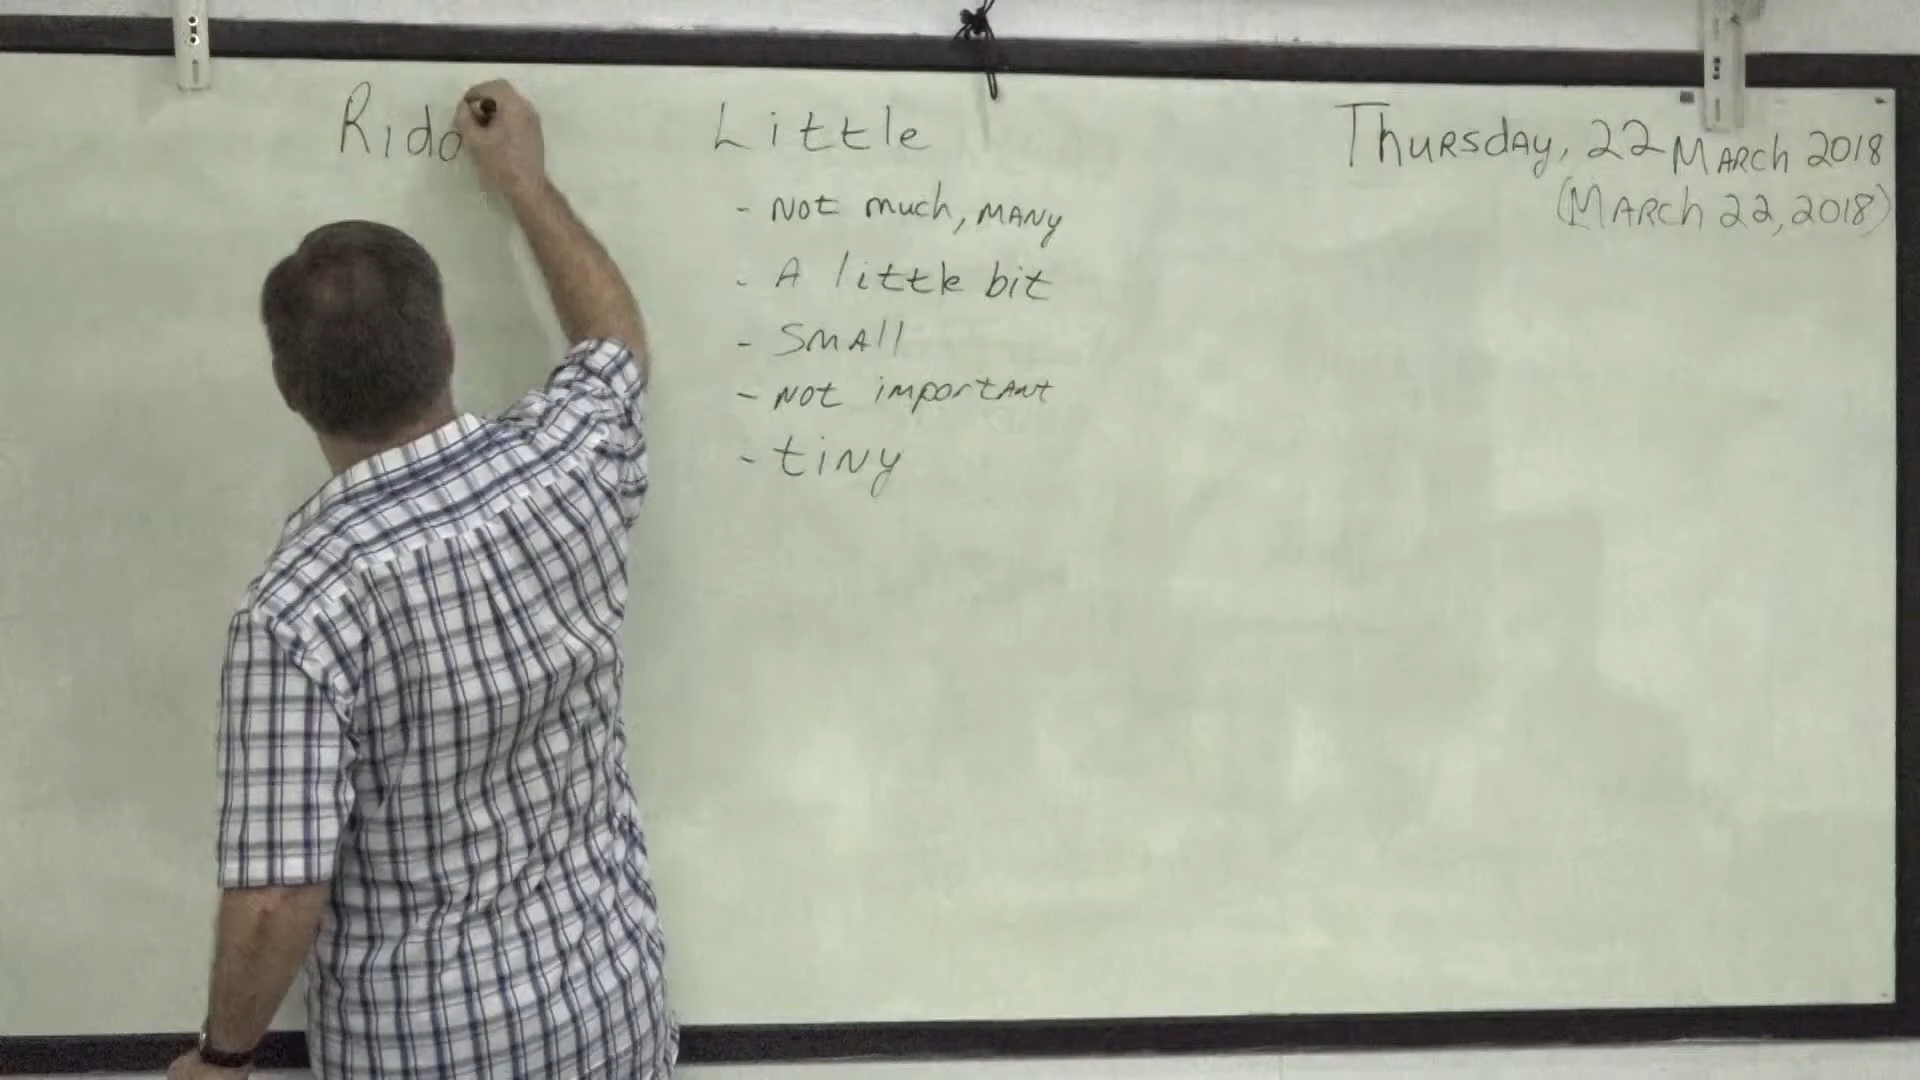 Rido
Little
- Not much, MANy
- A little bit
- Small
- Not important
- tiny
Thursday, 22 March 2018
(March 22, 2018)